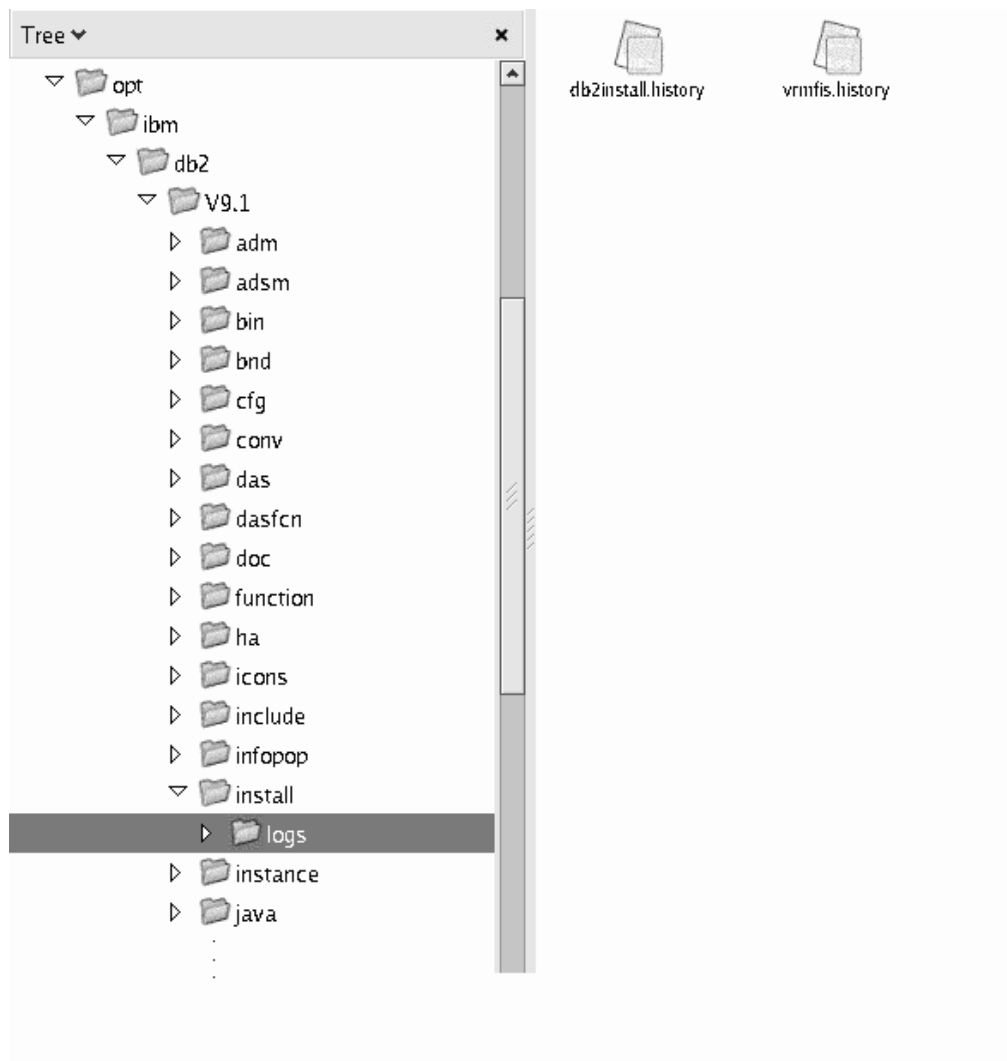 Tree
opt
ibm
db2
V9.1
adm
adsm
bin
bnd
cfg
conv
das
dasfcn
doc
function
ha
icons
include
infopop
install
logs
instance
java
db2install.history
vrmfis.history